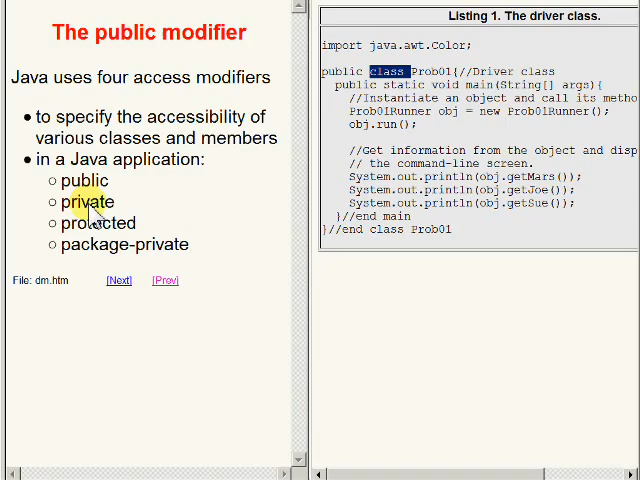 The public modifier
Java uses four access modifiers
to specify the accessibility of
various classes and members
in a Java application:
public
private
protected
package-private
File: dm.htm [Next] [Prev]
Listing 1. The driver class.
import java.awt.Color;
public class Prob01{//Driver class
public static void main(String[] args){
//Instantiate an object and call its metho
Prob01Runner obj = new Prob01Runner();
obj.run();
//Get information from the object and disp
// the command-line screen.
System.out.println(obj.getMars());
System.out.println(obj.getJoe());
System.out.println(obj.getSue());
}//end main
}//end class Prob01